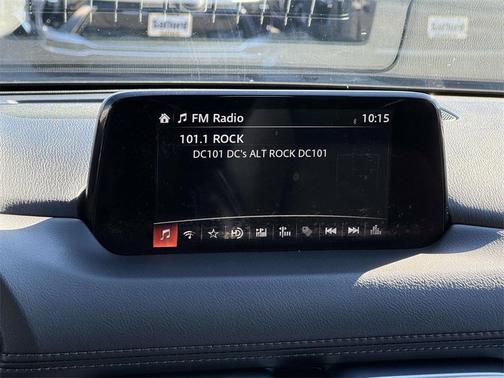 FM Radio 10:15
101.1 ROCK
DC101 DC's ALT ROCK DC101